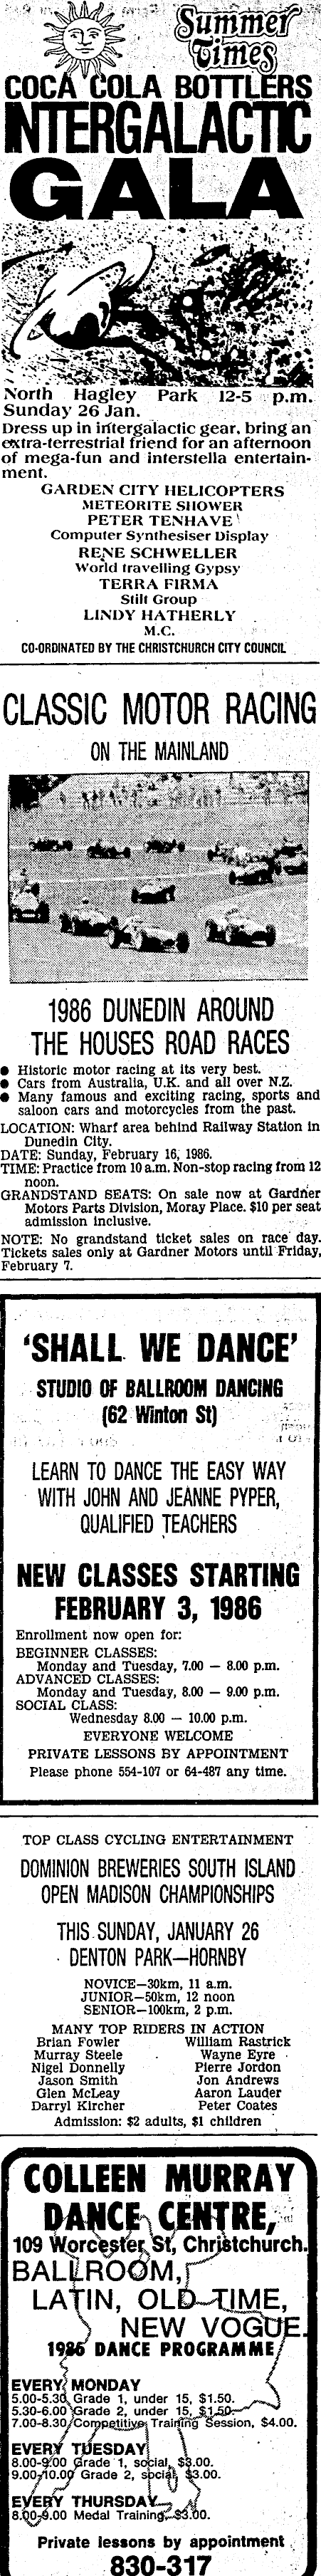 Summer
Times
COCA COLA BOTTLERS
INTERGALACTIC
GALA
North Hagley Park 12-5 p.m.
Sunday 26 Jan.
Dress up in intergalactic gear, bring an
extra-terrestrial friend for an afternoon
of mega-fun and interstella entertain-
ment.
GARDEN CITY HELICOPTERS
METEORITE SHOWER
PETER TENHAVE
Computer Synthesiser Display
RENE SCHWELLER
World travelling Gypsy
TERRA FIRMA
Stilt Group
LINDY HATHERLY
M.C.
CO-ORDINATED BY THE CHRISTCHURCH CITY COUNCIL
CLASSIC MOTOR RACING
ON THE MAINLAND
1986 DUNEDIN AROUND
THE HOUSES ROAD RACES
● Historic motor racing at its very best.
● Cars from Australia, U.K. and all over N.Z.
● Many famous and exciting racing, sports and
saloon cars and motorcycles from the past.
LOCATION: Wharf area behind Railway Station in
Dunedin City.
DATE: Sunday, February 16, 1986.
TIME: Practice from 10 a.m. Non-stop racing from 12
noon.
GRANDSTAND SEATS: On sale now at Gardner
Motors Parts Division, Moray Place. $10 per seat
admission inclusive.
NOTE: No grandstand ticket sales on race day.
Tickets sales only at Gardner Motors until Friday,
February 7.
'SHALL WE DANCE'
STUDIO OF BALLROOM DANCING
(62 Winton St)
LEARN TO DANCE THE EASY WAY
WITH JOHN AND JEANNE PYPER,
QUALIFIED TEACHERS
NEW CLASSES STARTING
FEBRUARY 3, 1986
Enrollment now open for:
BEGINNER CLASSES:
Monday and Tuesday, 7.00 — 8.00 p.m.
ADVANCED CLASSES:
Monday and Tuesday, 8.00 — 9.00 p.m.
SOCIAL CLASS:
Wednesday 8.00 — 10.00 p.m.
EVERYONE WELCOME
PRIVATE LESSONS BY APPOINTMENT
Please phone 554-107 or 64-487 any time.
TOP CLASS CYCLING ENTERTAINMENT
DOMINION BREWERIES SOUTH ISLAND
OPEN MADISON CHAMPIONSHIPS
THIS SUNDAY, JANUARY 26
DENTON PARK—HORNBY
NOVICE—30km, 11 a.m.
JUNIOR—50km, 12 noon
SENIOR—100km, 2 p.m.
MANY TOP RIDERS IN ACTION
Brian Fowler William Rastrick
Murray Steele Wayne Eyre
Nigel Donnelly Pierre Jordon
Jason Smith Jon Andrews
Glen McLeay Aaron Lauder
Darryl Kircher Peter Coates
Admission: $2 adults, $1 children
COLLEEN MURRAY
DANCE CENTRE,
109 Worcester St, Christchurch.
BALLROOM,
LATIN, OLD TIME,
NEW VOGUE.
1986 DANCE PROGRAMME
EVERY MONDAY
5.00-5.30 Grade 1, under 15, $1.50.
5.30-6.00 Grade 2, under 15, $1.50.
7.00-8.30 Competitive Training Session, $4.00.
EVERY TUESDAY
8.00-9.00 Grade 1, social, $3.00.
9.00-10.00 Grade 2, social, $3.00.
EVERY THURSDAY
8.00-9.00 Medal Training, $3.00.
Private lessons by appointment
830-317